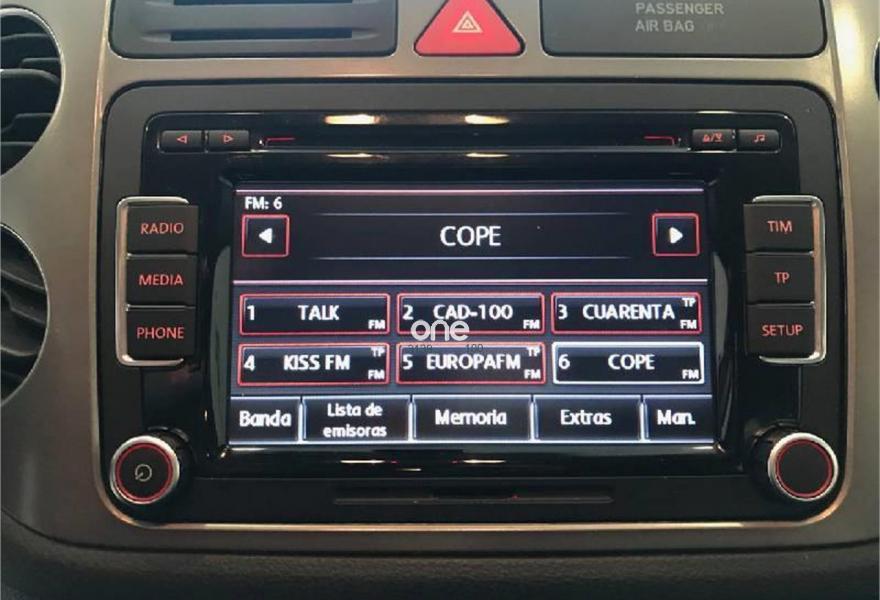 PASSENGER
AIR BAG
RADIO
MEDIA
PHONE
TIM
TP
SETUP
FM: 6
COPE
1 TALK FM
2 CAD-100 FM
3 CUARENTA TP FM
4 KISS FM TP FM
5 EUROPAFM TP FM
6 COPE FM
one
Banda
Lista de
emisoras
Memoria
Extras
Man.